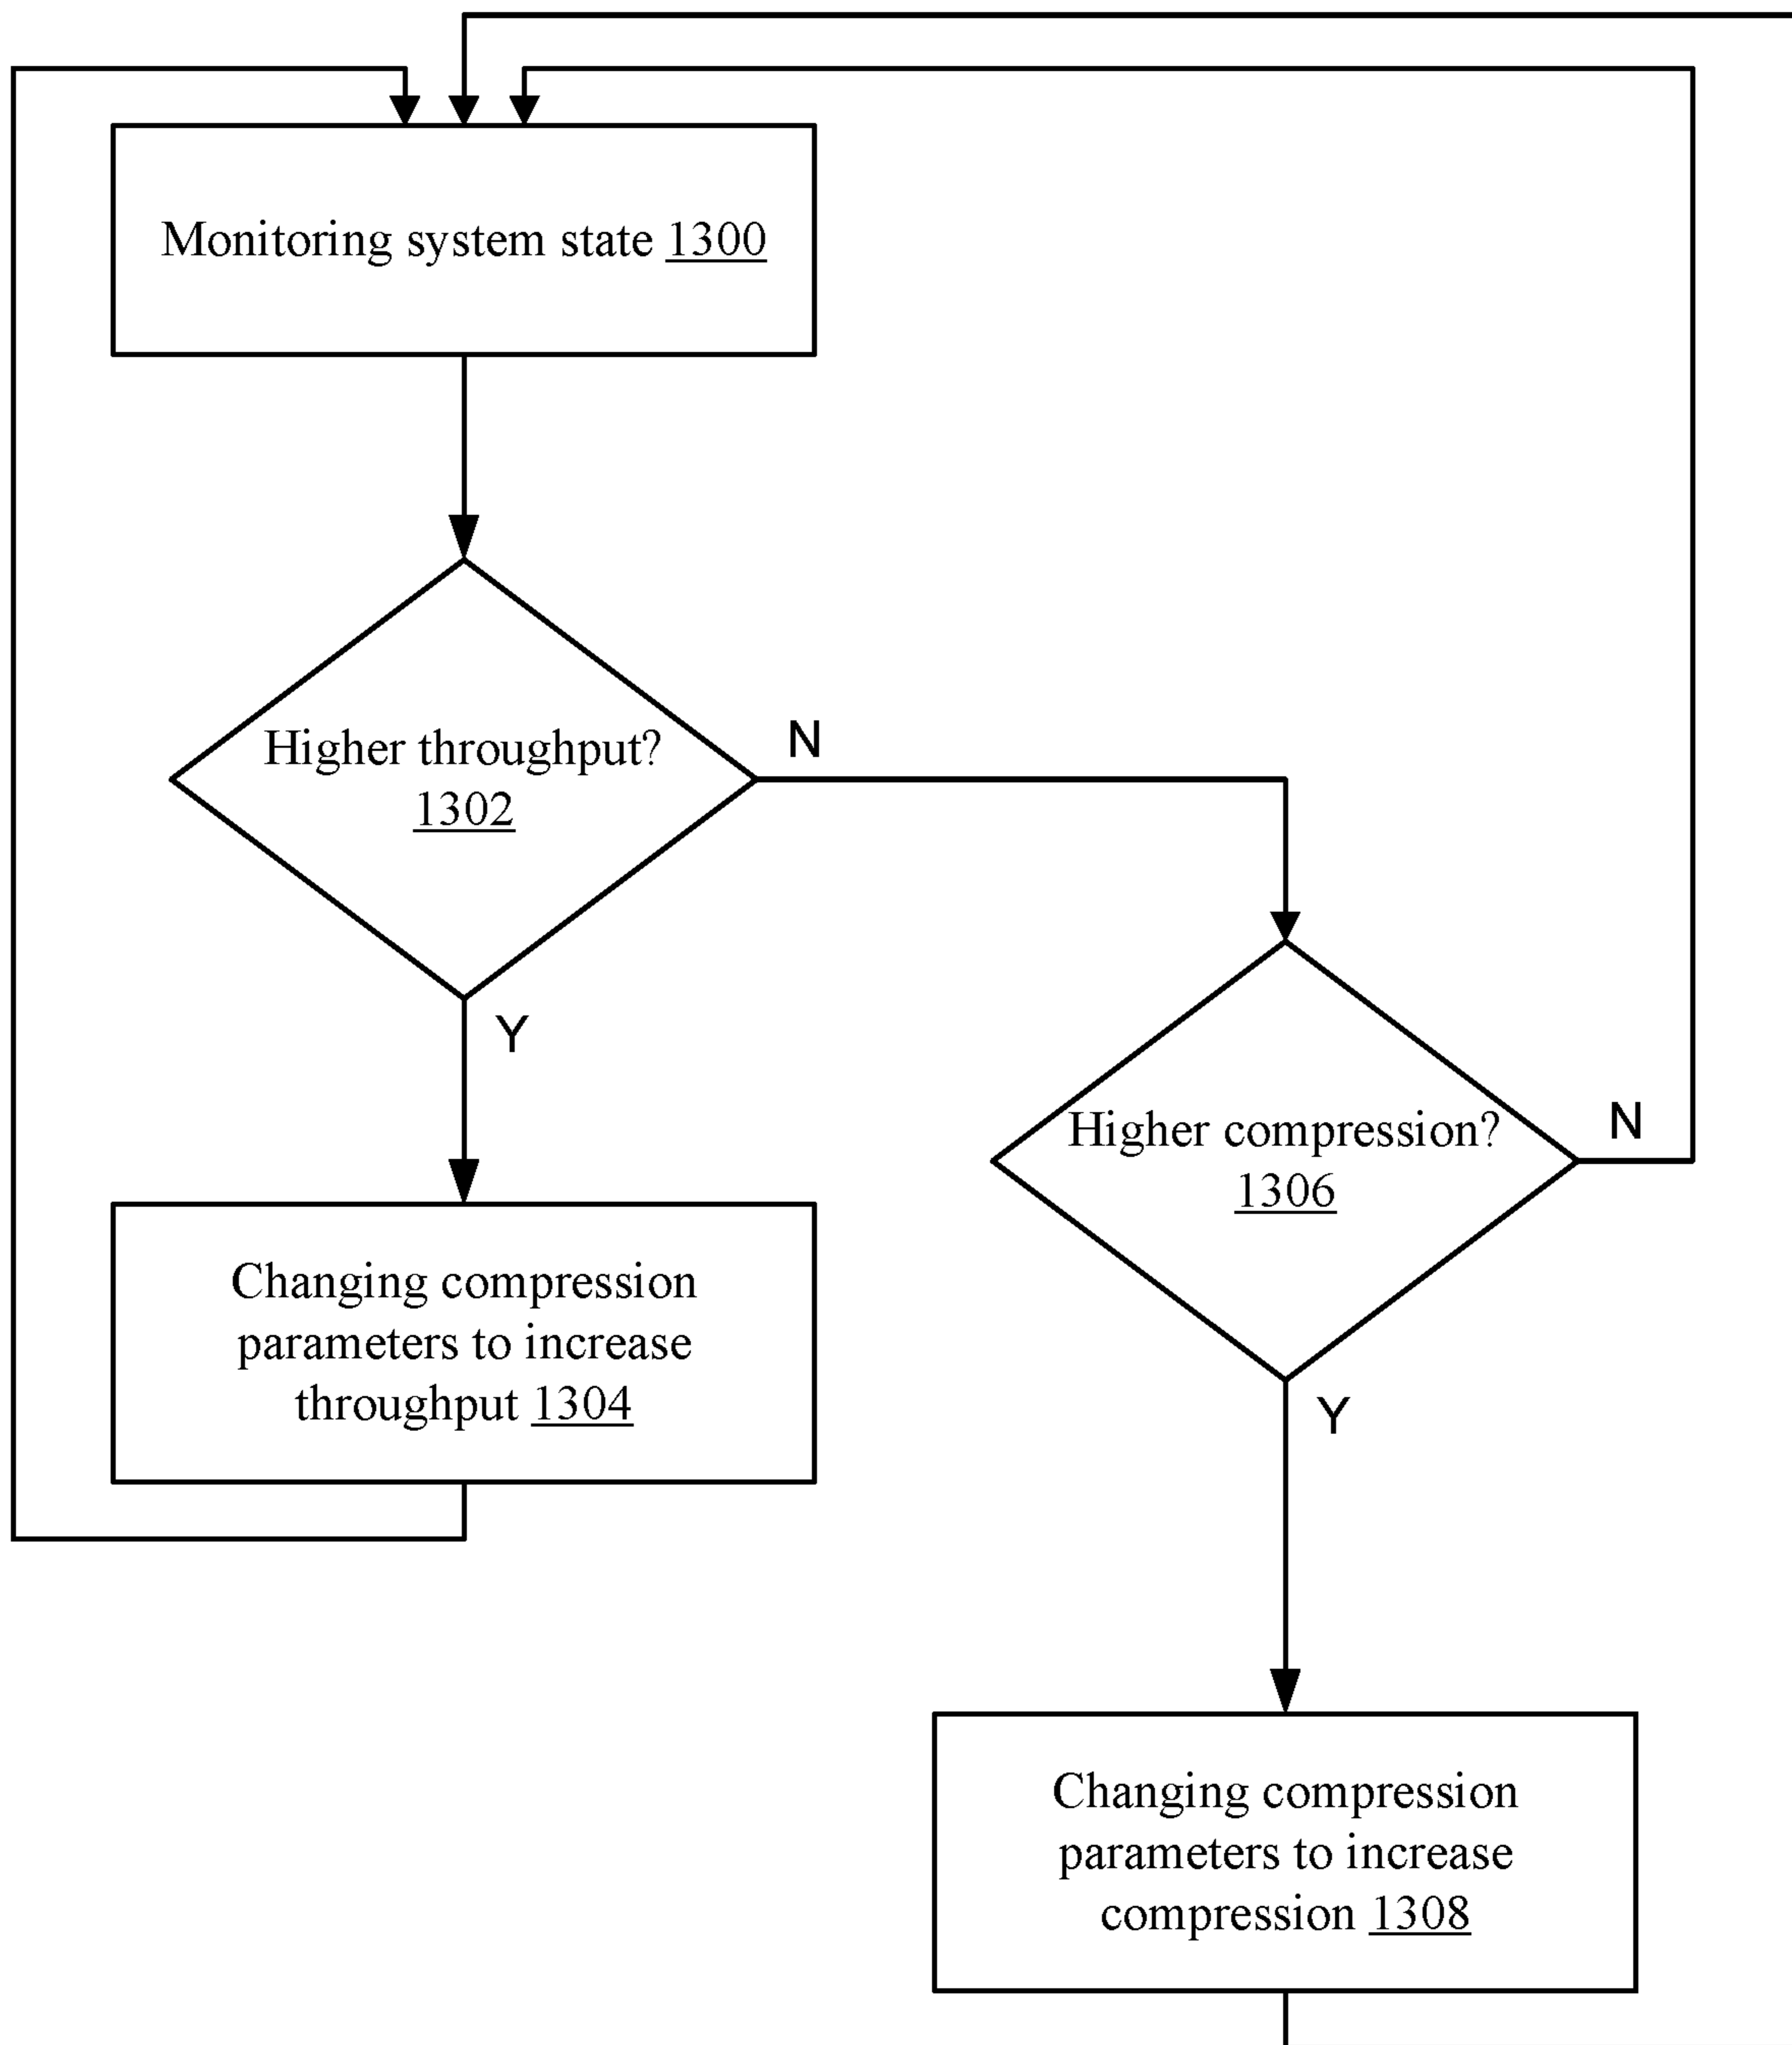 Monitoring system state 1300
Higher throughput?
1302
N
Y
Changing compression
parameters to increase
throughput 1304
Higher compression?
1306
N
Y
Changing compression
parameters to increase
compression 1308